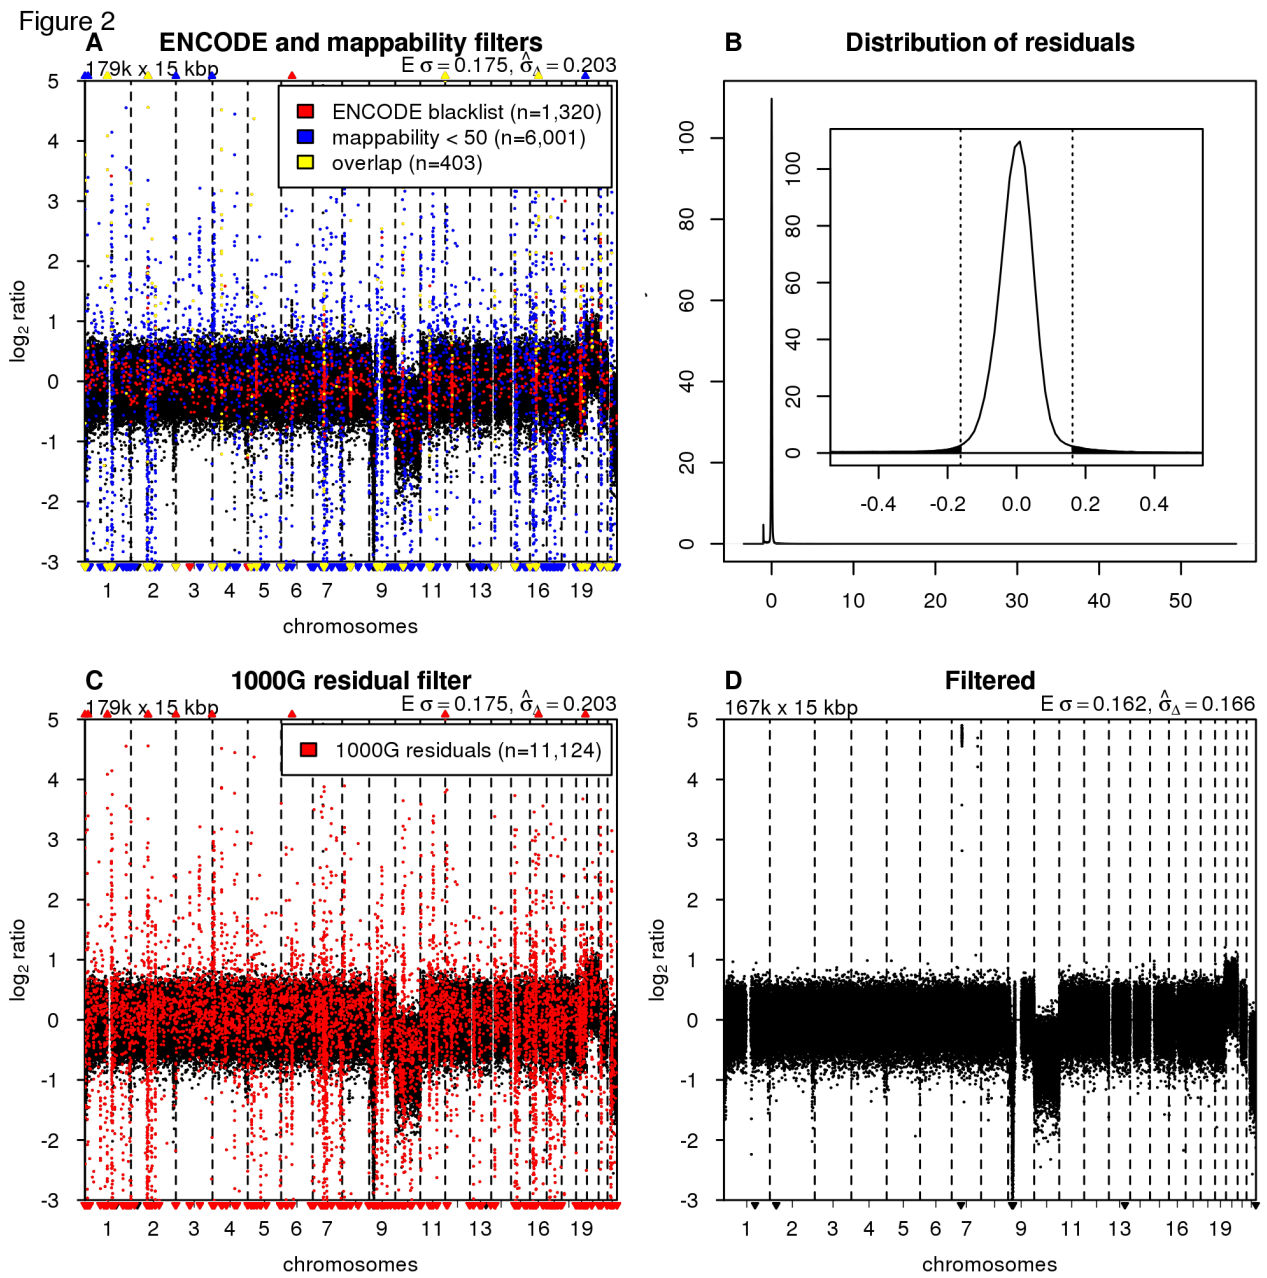 Figure 2
A ENCODE and mappability filters
179k x 15 kbp E σ = 0.175, σ̂Δ = 0.203
5
4
3
2
1
0
-1
-2
-3
log2 ratio
ENCODE blacklist (n=1,320)
mappability < 50 (n=6,001)
overlap (n=403)
1 2 3 4 5 6 7 9 11 13 16 19
chromosomes
B Distribution of residuals
100
80
60
40
20
0
0 10 20 30 40 50
100
80
60
40
20
0
-0.4 -0.2 0.0 0.2 0.4
C 1000G residual filter
179k x 15 kbp E σ = 0.175, σ̂Δ = 0.203
5
4
3
2
1
0
-1
-2
-3
log2 ratio
1000G residuals (n=11,124)
1 2 3 4 5 6 7 9 11 13 16 19
chromosomes
D Filtered
167k x 15 kbp E σ = 0.162, σ̂Δ = 0.166
5
4
3
2
1
0
-1
-2
-3
log2 ratio
1 2 3 4 5 6 7 9 11 13 16 19
chromosomes